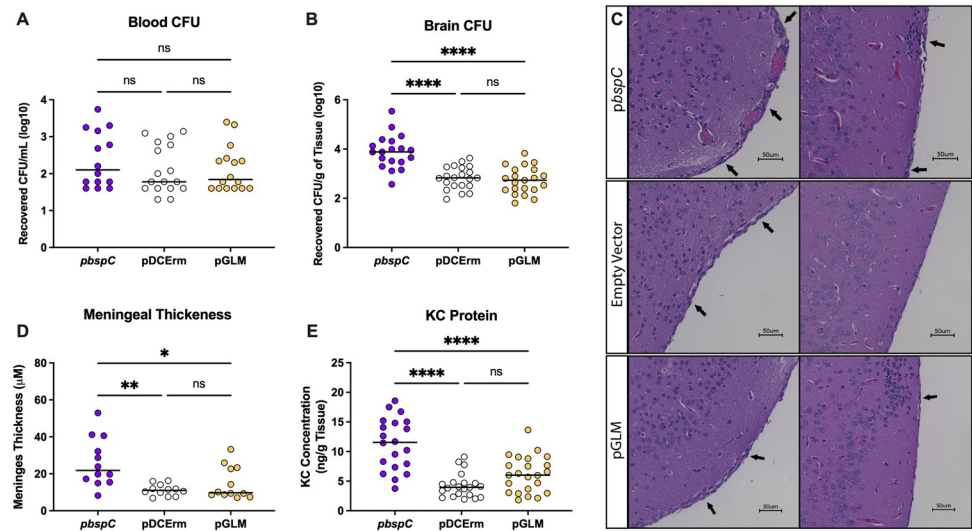 A
Blood CFU
ns
ns
ns
Recovered CFU/mL (log10)
4
3
2
1
0
pbspC
pDCErm
pGLM
B
Brain CFU
****
****
ns
Recovered CFU/g of Tissue (log10)
6
4
2
0
pbspC
pDCErm
pGLM
C
pbspC
50um
50um
Empty Vector
50um
50um
pGLM
50um
50um
D
Meningeal Thickeness
*
**
ns
Meninges Thickness (µM)
80
60
40
20
0
pbspC
pDCErm
pGLM
E
KC Protein
****
****
ns
KC Concentration
(ng/g Tissue)
25
20
15
10
5
0
pbspC
pDCErm
pGLM